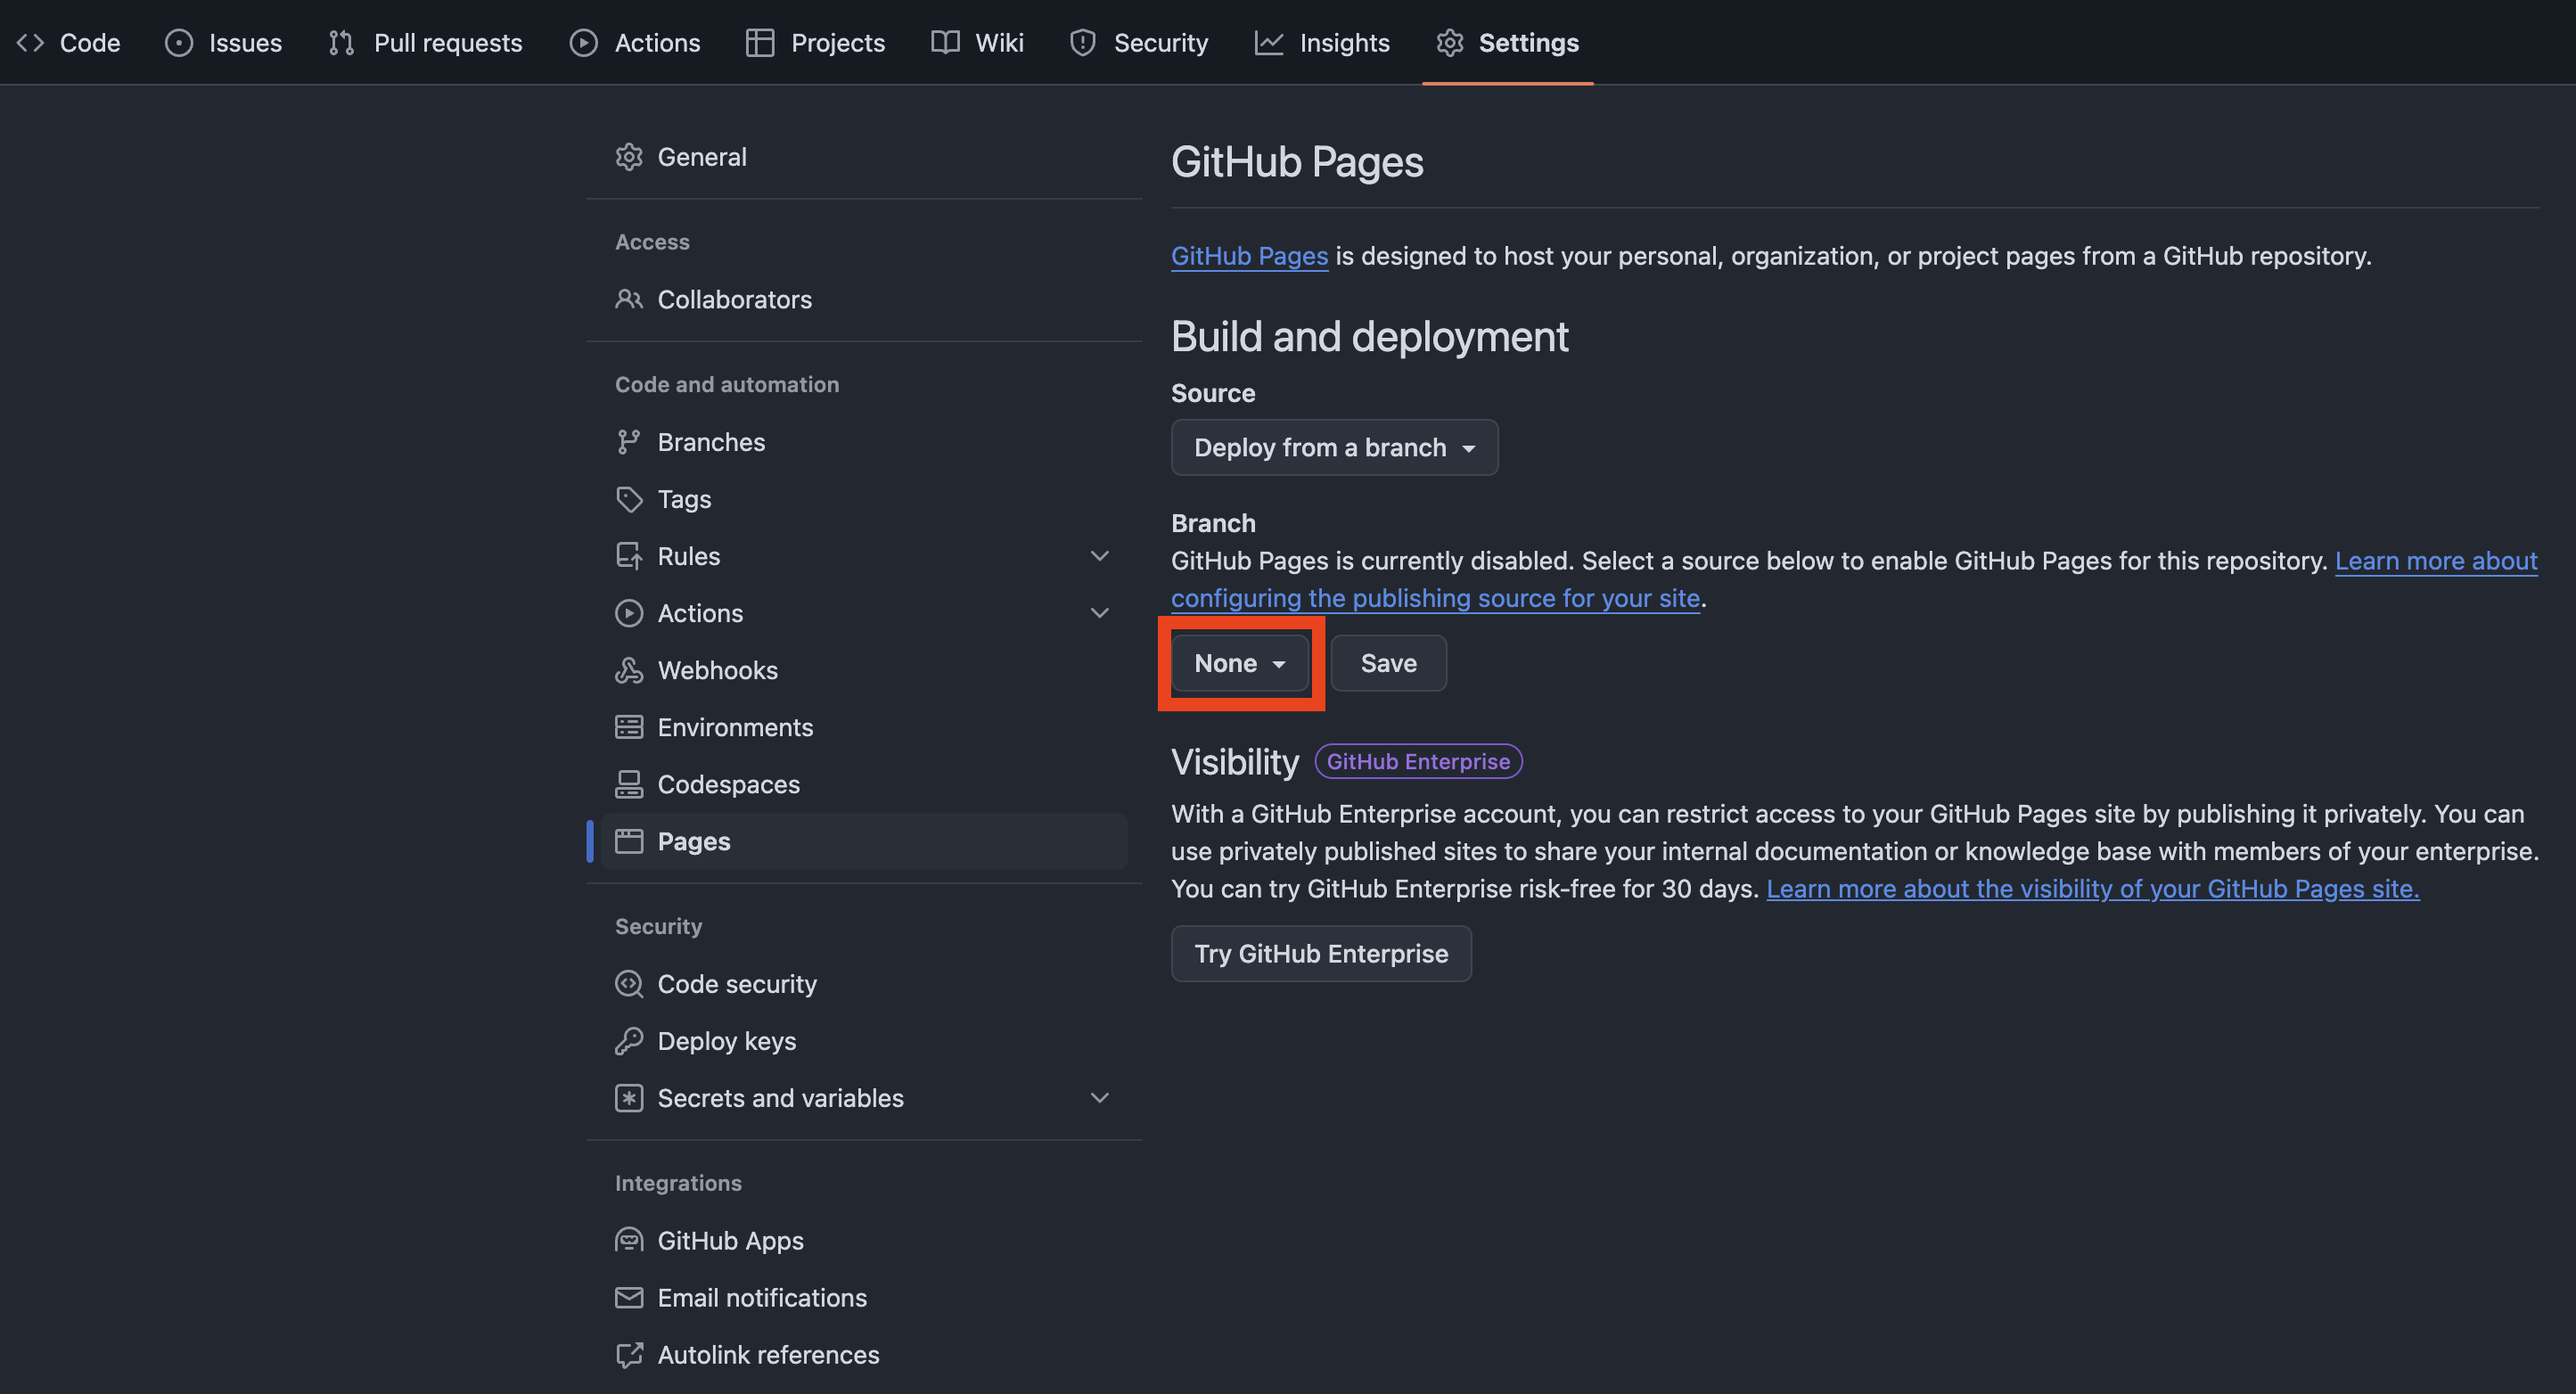 Code Issues Pull requests Actions Projects Wiki Security Insights Settings
General
Access
Collaborators
Code and automation
Branches
Tags
Rules
Actions
Webhooks
Environments
Codespaces
Pages
Security
Code security
Deploy keys
Secrets and variables
Integrations
GitHub Apps
Email notifications
Autolink references
GitHub Pages
GitHub Pages is designed to host your personal, organization, or project pages from a GitHub repository.
Build and deployment
Source
Deploy from a branch
Branch
GitHub Pages is currently disabled. Select a source below to enable GitHub Pages for this repository. Learn more about
configuring the publishing source for your site.
None Save
Visibility GitHub Enterprise
With a GitHub Enterprise account, you can restrict access to your GitHub Pages site by publishing it privately. You can
use privately published sites to share your internal documentation or knowledge base with members of your enterprise.
You can try GitHub Enterprise risk-free for 30 days. Learn more about the visibility of your GitHub Pages site.
Try GitHub Enterprise